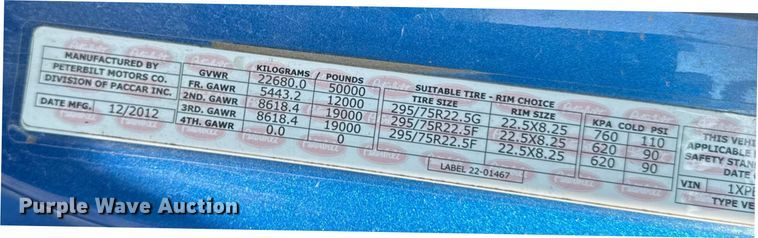 MANUFACTURED BY
PETERBILT MOTORS CO.
DIVISION OF PACCAR INC.
DATE MFG. 12/2012
KILOGRAMS / POUNDS
GVWR 22680.0 50000
FR. GAWR 5443.2 12000
2ND. GAWR 8618.4 19000
3RD. GAWR 8618.4 19000
4TH. GAWR 0.0 0
SUITABLE TIRE - RIM CHOICE
TIRE SIZE RIM SIZE KPA COLD PSI
295/75R22.5G 22.5X8.25 760 110
295/75R22.5F 22.5X8.25 620 90
295/75R22.5F 22.5X8.25 620 90
LABEL 22-01467
THIS VEHI
APPLICABLE
SAFETY STAN
DATE
VIN 1XP
TYPE VE
Purple Wave Auction